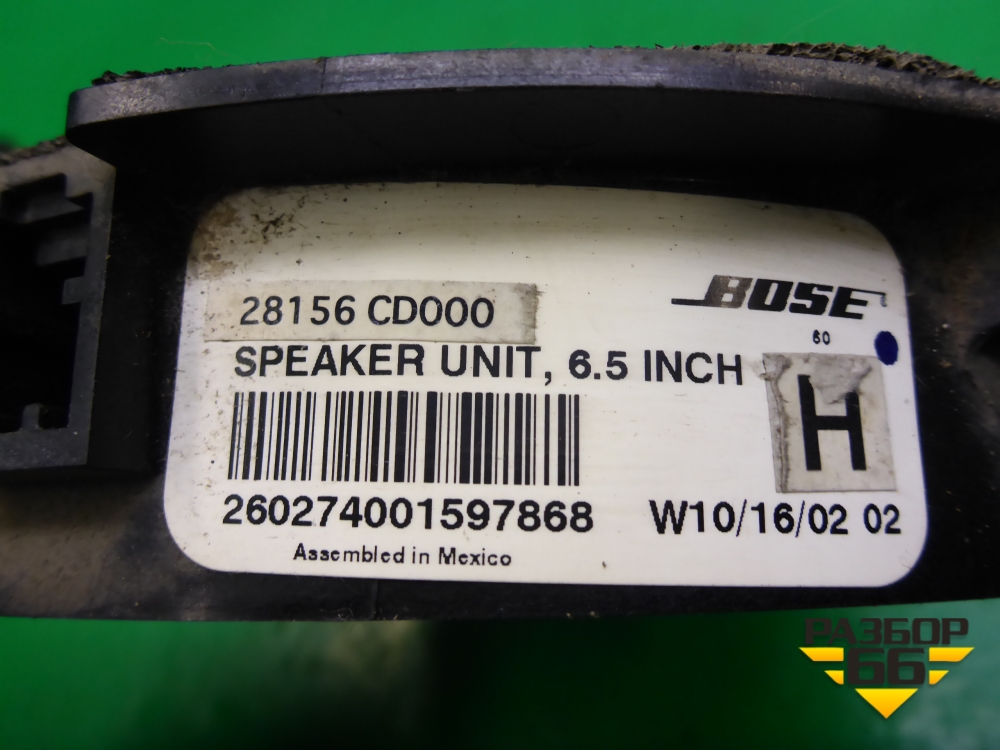 28156 CD000
BOSE
60
SPEAKER UNIT, 6.5 INCH
H
260274001597868
W10/16/02 02
Assembled in Mexico
РАЗБОР
66